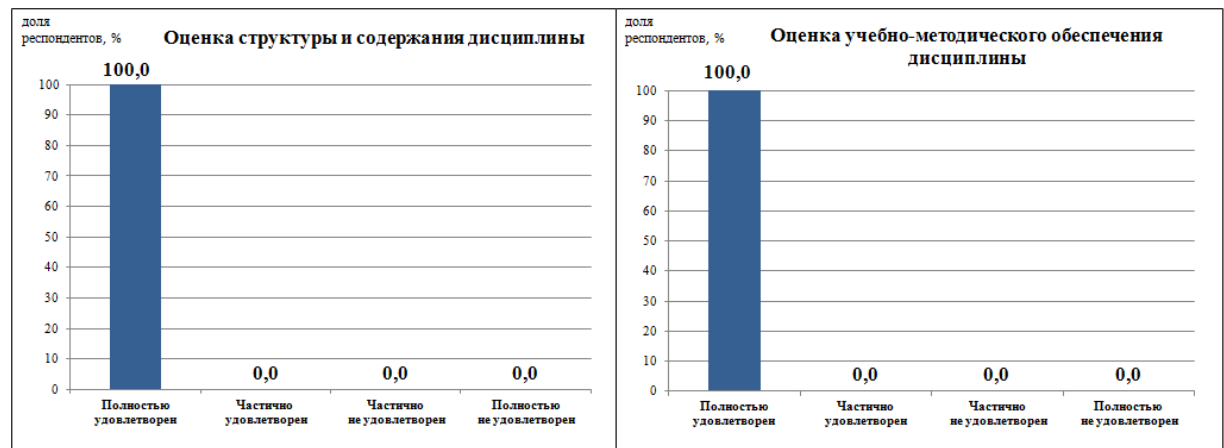 доля
респондентов, %
Оценка структуры и содержания дисциплины
100,0
100
90
80
70
60
50
40
30
20
10
0
0,0
0,0
0,0
Полностью
удовлетворен
Частично
удовлетворен
Частично
не удовлетворен
Полностью
не удовлетворен
доля
респондентов, %
Оценка учебно-методического обеспечения
дисциплины
100,0
100
90
80
70
60
50
40
30
20
10
0
0,0
0,0
0,0
Полностью
удовлетворен
Частично
удовлетворен
Частично
не удовлетворен
Полностью
не удовлетворен